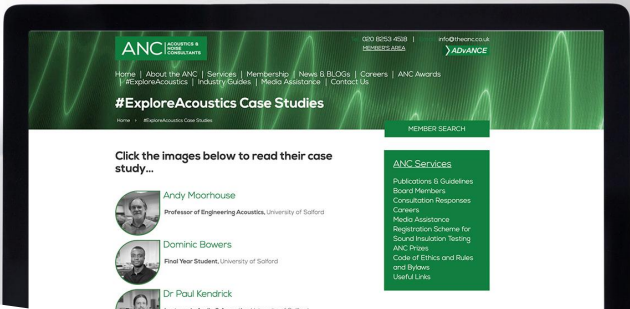 ANC ACOUSTICS &
NOISE
CONSULTANTS
020 8253 4518 | info@theanc.co.uk
MEMBER'S AREA
ADvANCE
Home | About the ANC | Services | Membership | News & BLOGs | Careers | ANC Awards
| #ExploreAcoustics | Industry Guides | Media Assistance | Contact Us
#ExploreAcoustics Case Studies
Home > #ExploreAcoustics Case Studies
MEMBER SEARCH
Click the images below to read their case
study...
Andy Moorhouse
Professor of Engineering Acoustics, University of Salford
Dominic Bowers
Final Year Student, University of Salford
Dr Paul Kendrick
ANC Services
Publications & Guidelines
Board Members
Consultation Responses
Careers
Media Assistance
Registration Scheme for
Sound Insulation Testing
ANC Prizes
Code of Ethics and Rules
and Bylaws
Useful Links